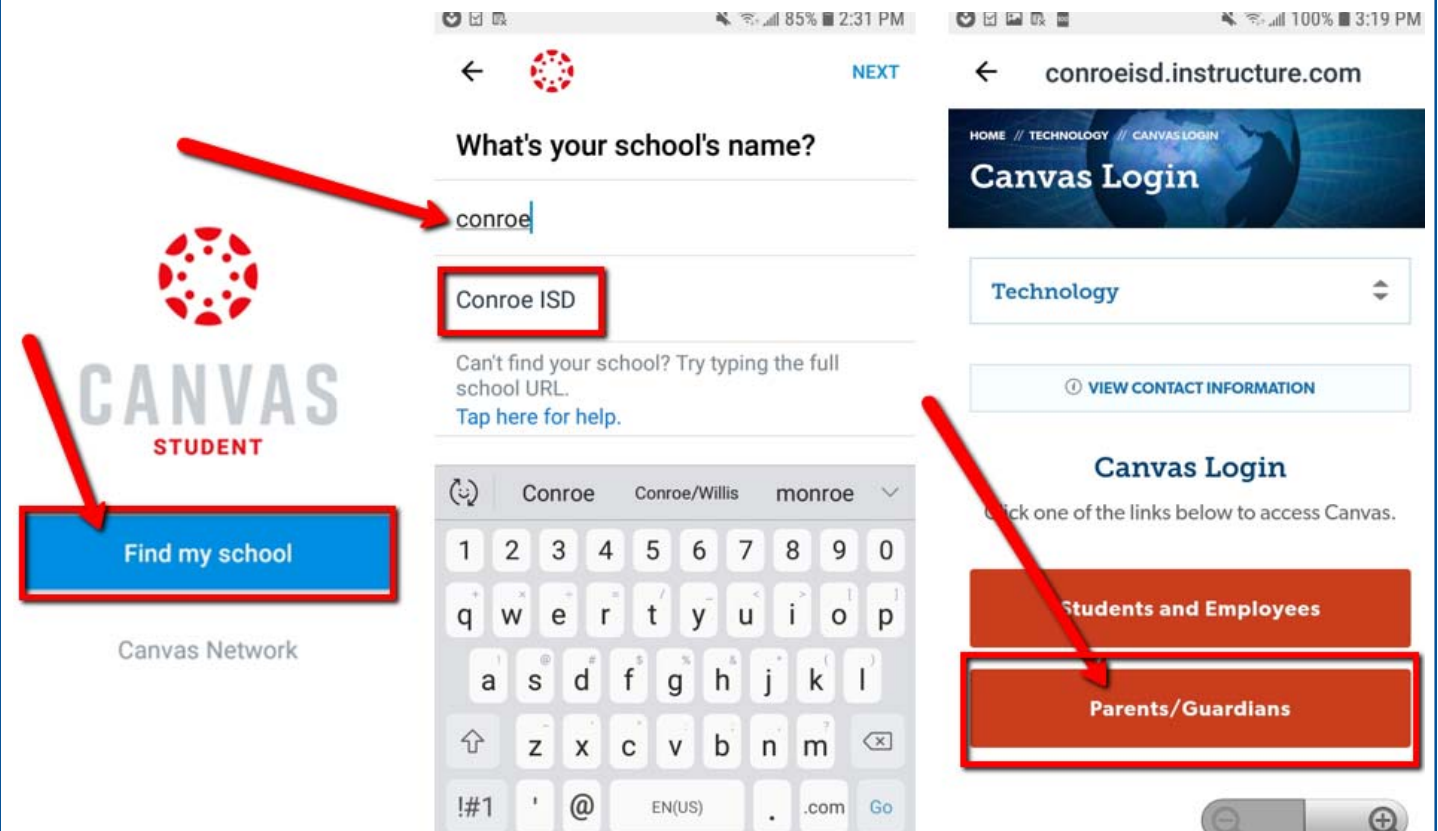 CANVAS
STUDENT
Find my school
Canvas Network
85% 2:31 PM
NEXT
What's your school's name?
conroe
Conroe ISD
Can't find your school? Try typing the full
school URL.
Tap here for help.
Conroe Conroe/Willis monroe
1 2 3 4 5 6 7 8 9 0
q w e r t y u i o p
a s d f g h j k l
z x c v b n m
!#1 ' @ EN(US) . .com Go
100% 3:19 PM
conroeisd.instructure.com
HOME // TECHNOLOGY // CANVAS LOGIN
Canvas Login
Technology
VIEW CONTACT INFORMATION
Canvas Login
Click one of the links below to access Canvas.
Students and Employees
Parents/Guardians